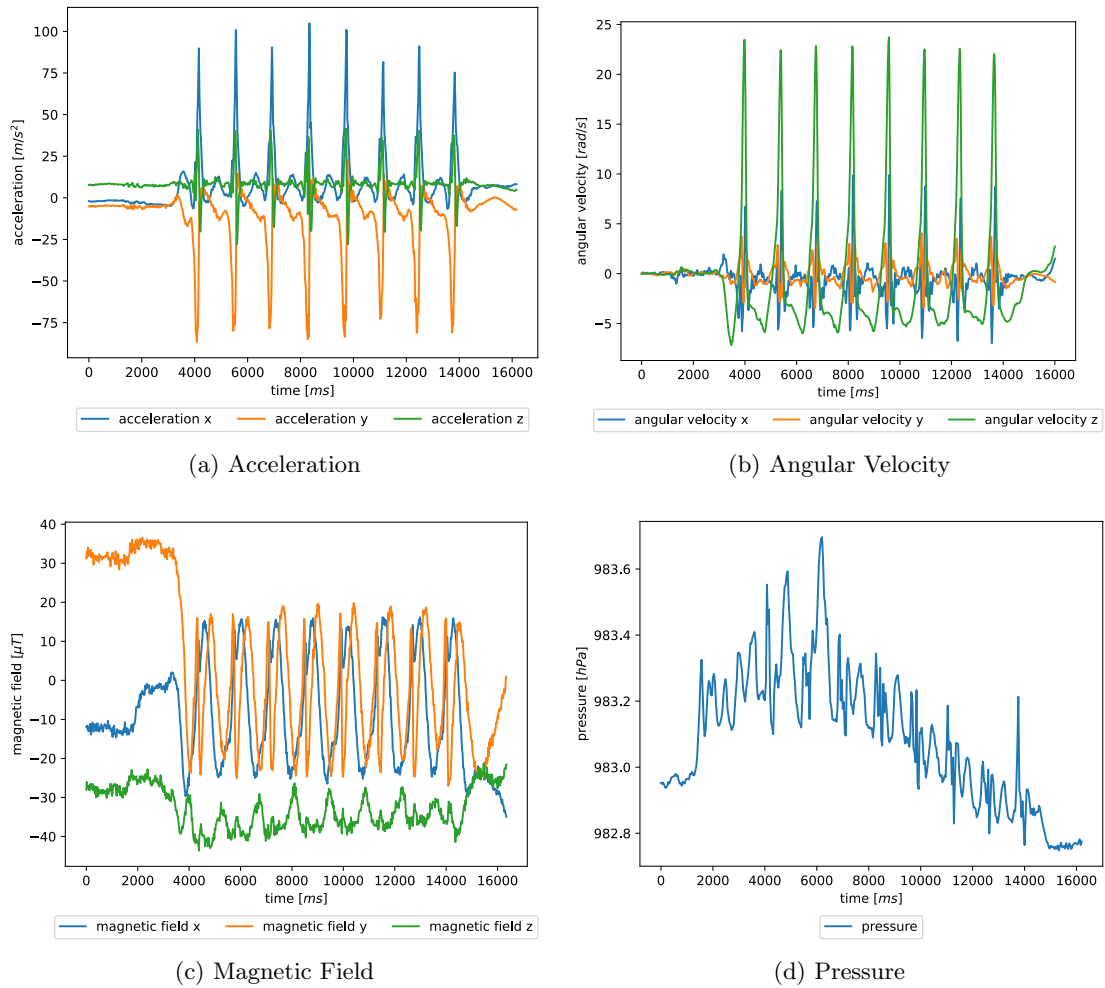 100
75
50
25
0
−25
−50
−75
acceleration [m/s²]
0 2000 4000 6000 8000 10000 12000 14000 16000
time [ms]
acceleration x acceleration y acceleration z
(a) Acceleration
25
20
15
10
5
0
−5
angular velocity [rad/s]
0 2000 4000 6000 8000 10000 12000 14000 16000
time [ms]
angular velocity x angular velocity y angular velocity z
(b) Angular Velocity
40
30
20
10
0
−10
−20
−30
−40
magnetic field [μT]
0 2000 4000 6000 8000 10000 12000 14000 16000
time [ms]
magnetic field x magnetic field y magnetic field z
(c) Magnetic Field
983.6
983.4
983.2
983.0
982.8
pressure [hPa]
0 2000 4000 6000 8000 10000 12000 14000 16000
time [ms]
pressure
(d) Pressure